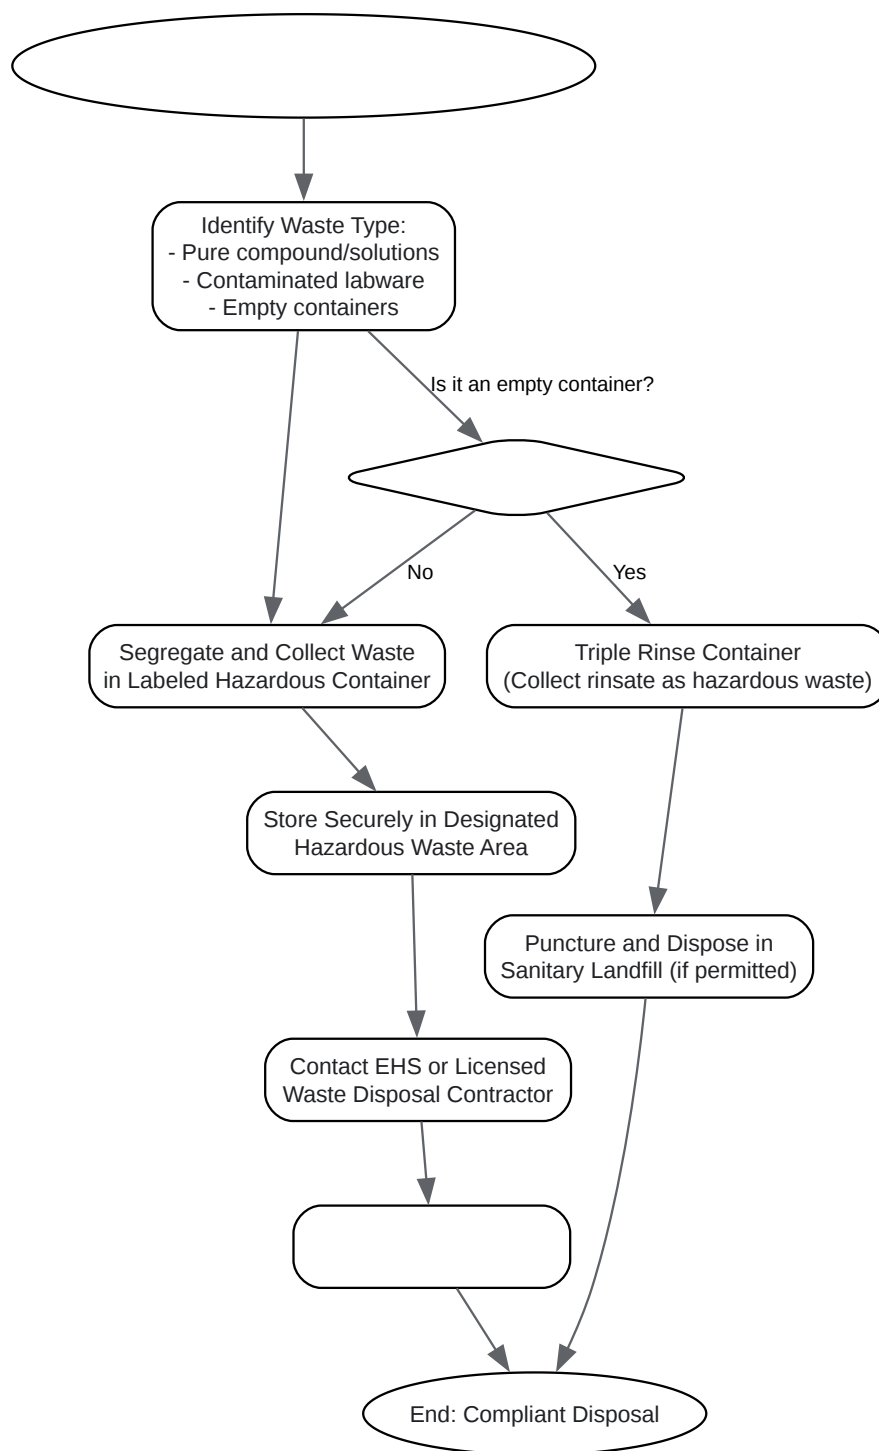 Identify Waste Type:
- Pure compound/solutions
- Contaminated labware
- Empty containers
Is it an empty container?
No
Yes
Segregate and Collect Waste
in Labeled Hazardous Container
Triple Rinse Container
(Collect rinsate as hazardous waste)
Store Securely in Designated
Hazardous Waste Area
Puncture and Dispose in
Sanitary Landfill (if permitted)
Contact EHS or Licensed
Waste Disposal Contractor
End: Compliant Disposal